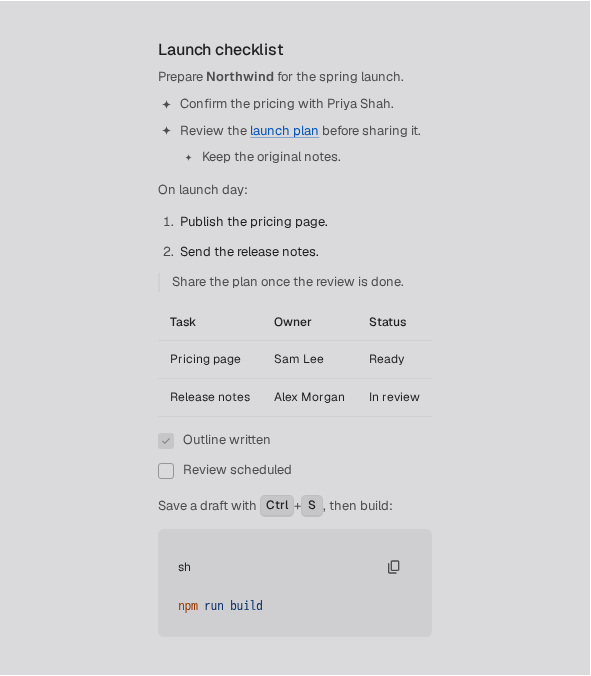 Launch checklist
Prepare Northwind for the spring launch.
Confirm the pricing with Priya Shah.
Review the launch plan before sharing it.
Keep the original notes.
On launch day:
1. Publish the pricing page.
2. Send the release notes.
Share the plan once the review is done.
Task Owner Status
Pricing page Sam Lee Ready
Release notes Alex Morgan In review
Outline written
Review scheduled
Save a draft with Ctrl+S, then build:
sh
npm run build